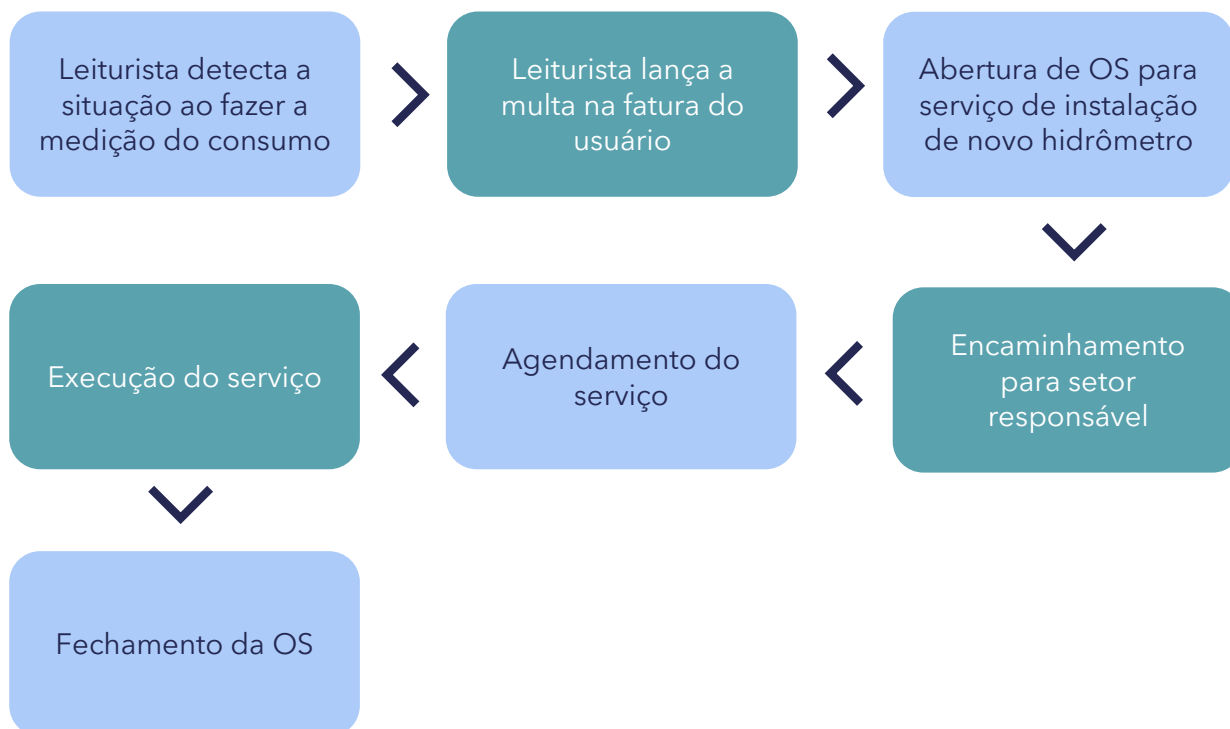 Leiturista detecta a
situação ao fazer a
medição do consumo
Leiturista lança a
multa na fatura do
usuário
Abertura de OS para
serviço de instalação
de novo hidrômetro
Encaminhamento
para setor
responsável
Agendamento do
serviço
Execução do serviço
Fechamento da OS